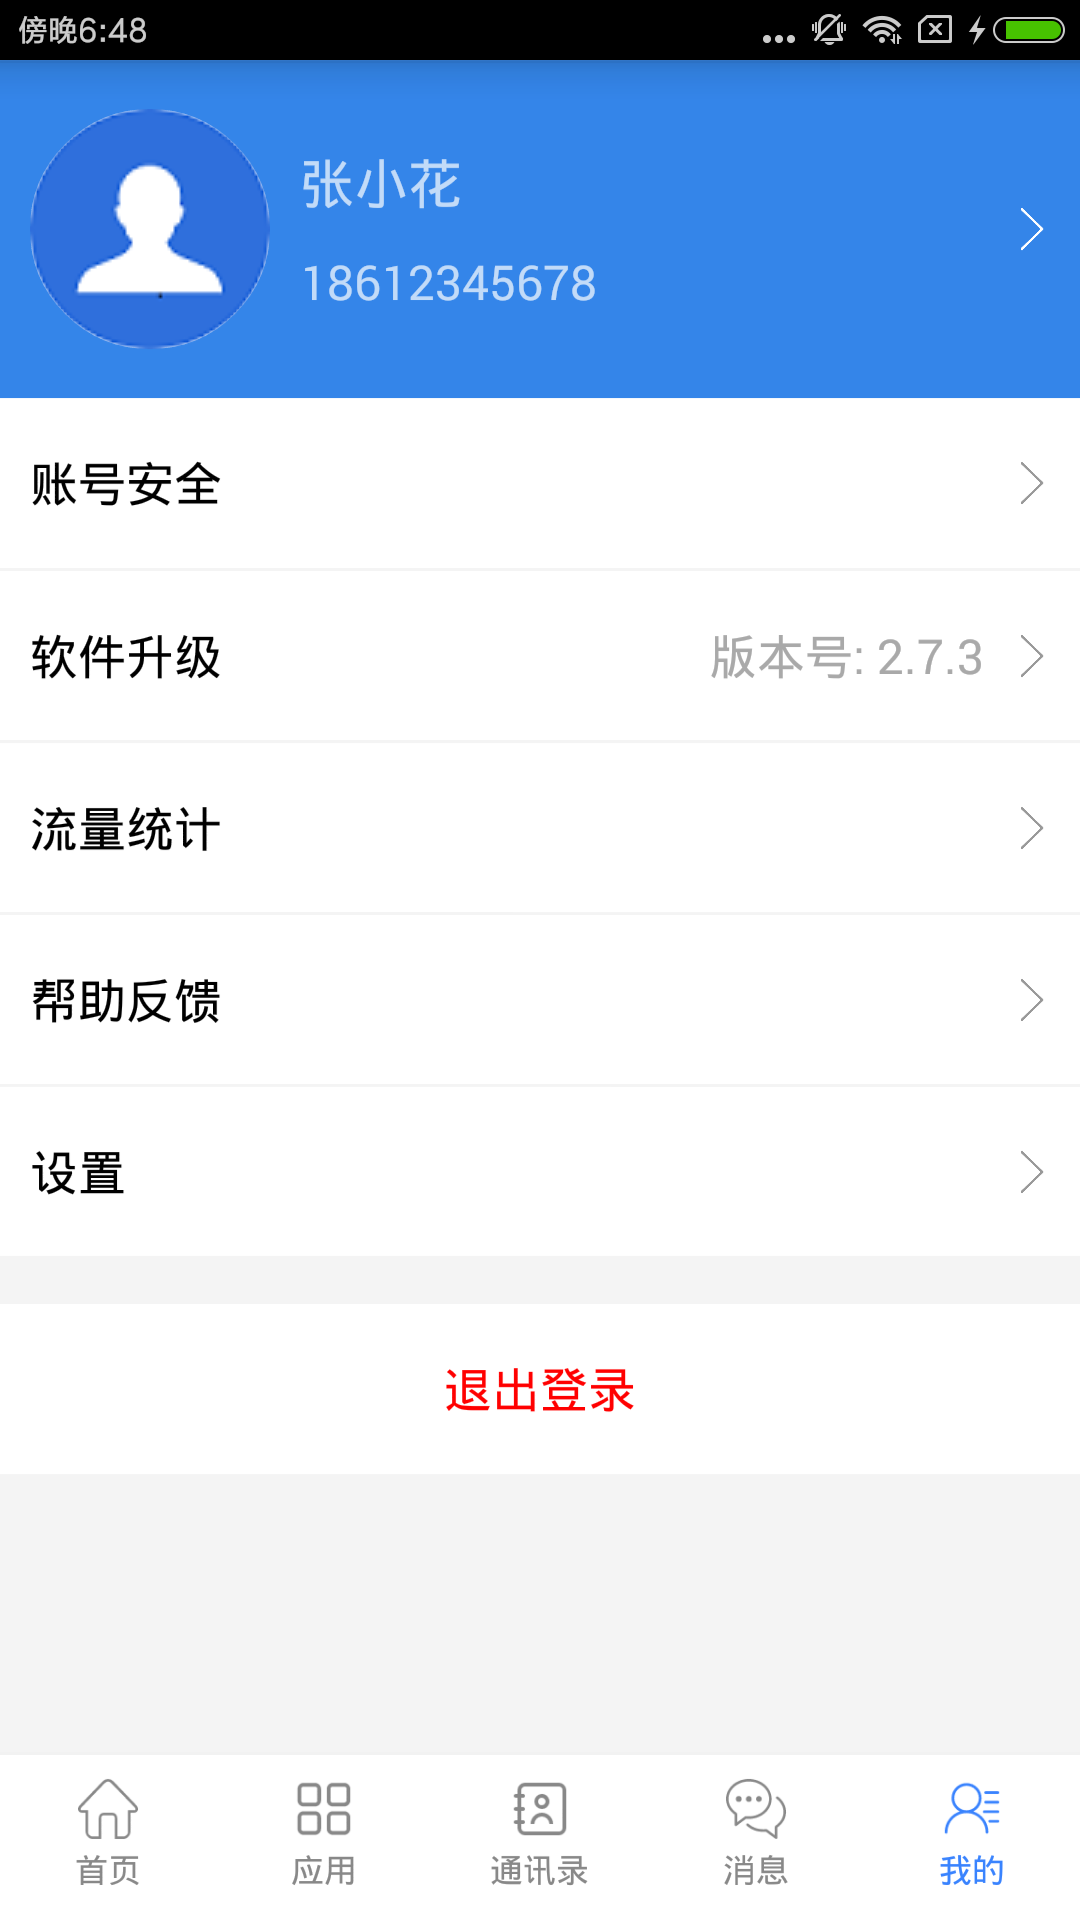 傍晚6:48
张小花
18612345678
账号安全
软件升级 版本号: 2.7.3
流量统计
帮助反馈
设置
退出登录
首页 应用 通讯录 消息 我的